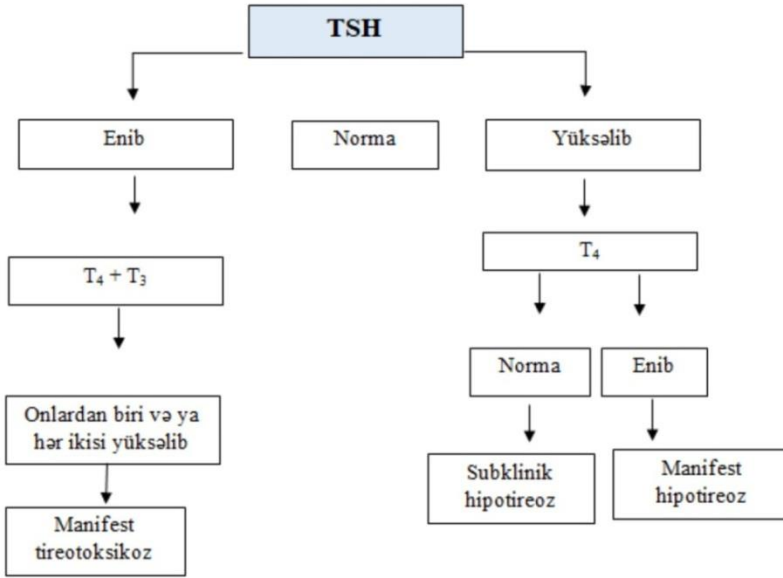 TSH
Enib
Norma
Yüksəlib
T₄ + T₃
T₄
Norma
Enib
Onlardan biri və ya
hər ikisi yüksəlib
Subklinik
hipotireoz
Manifest
hipotireoz
Manifest
tireotoksikoz